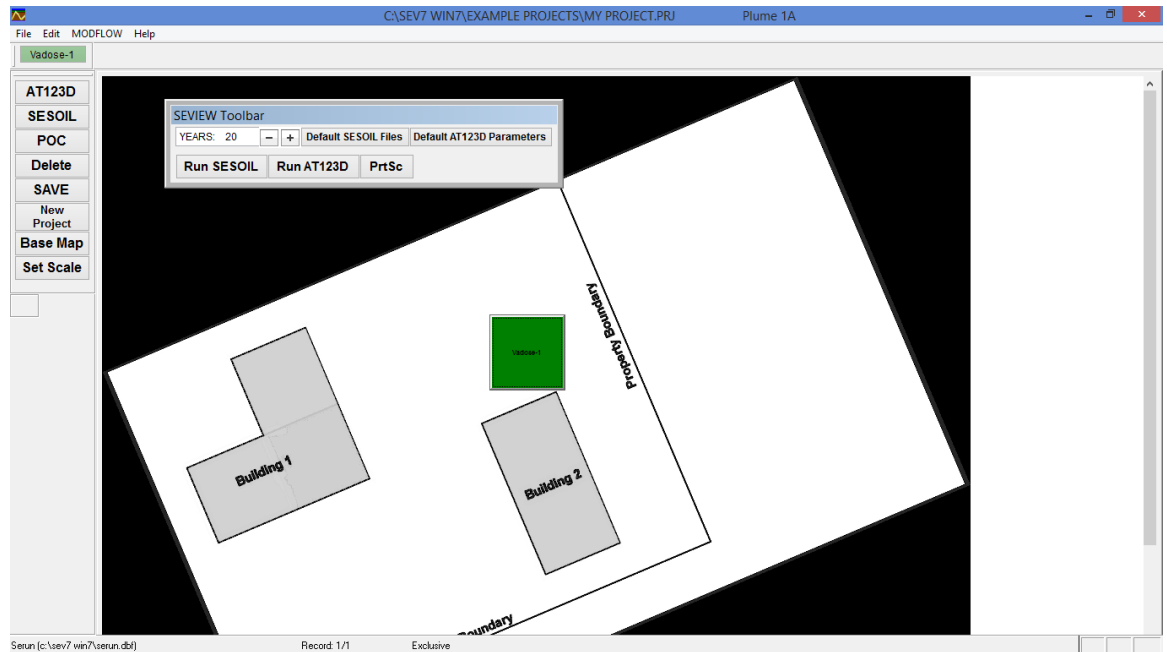 C:\SEV7 WIN7\EXAMPLE PROJECTS\MY PROJECT.PRJ Plume 1A
File Edit MODFLOW Help
Vadose-1
AT123D
SESOIL
POC
Delete
SAVE
New
Project
Base Map
Set Scale
SEVIEW Toolbar
YEARS: 20 - + Default SESOIL Files Default AT123D Parameters
Run SESOIL Run AT123D PrtSc
Property Boundary
Vadose-1
Building 1
Building 2
Boundary
Serun (c:\sev7 win7\serun.dbf) Record: 1/1 Exclusive